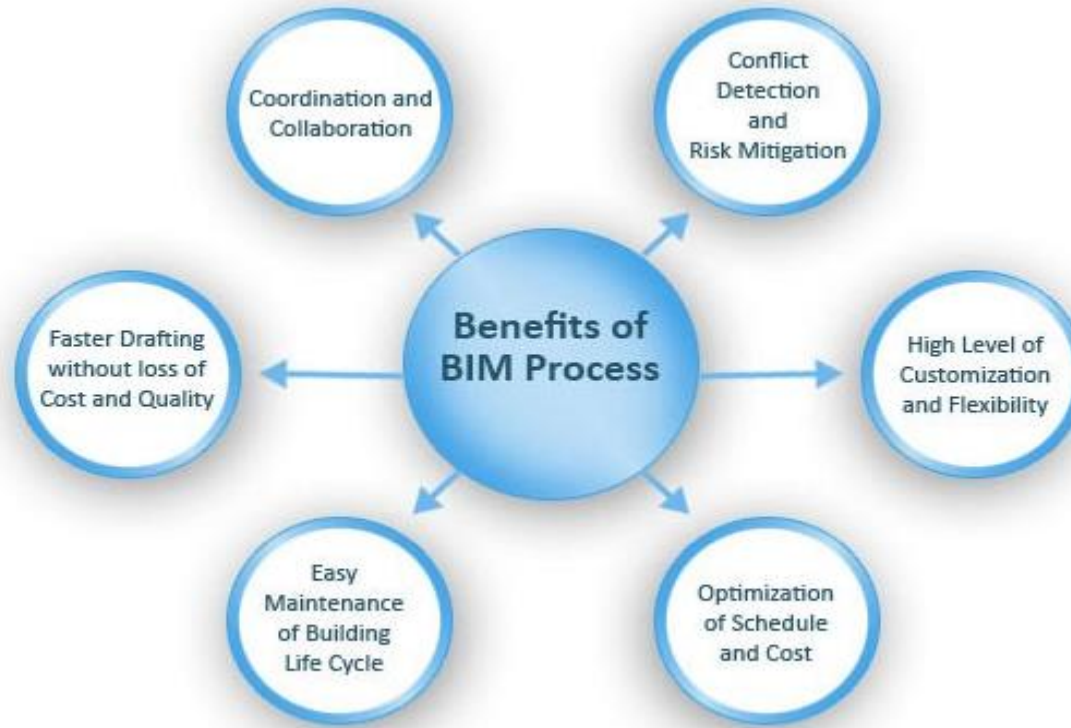 Coordination and
Collaboration
Conflict
Detection
and
Risk Mitigation
Faster Drafting
without loss of
Cost and Quality
Benefits of
BIM Process
High Level of
Customization
and Flexibility
Easy
Maintenance
of Building
Life Cycle
Optimization
of Schedule
and Cost